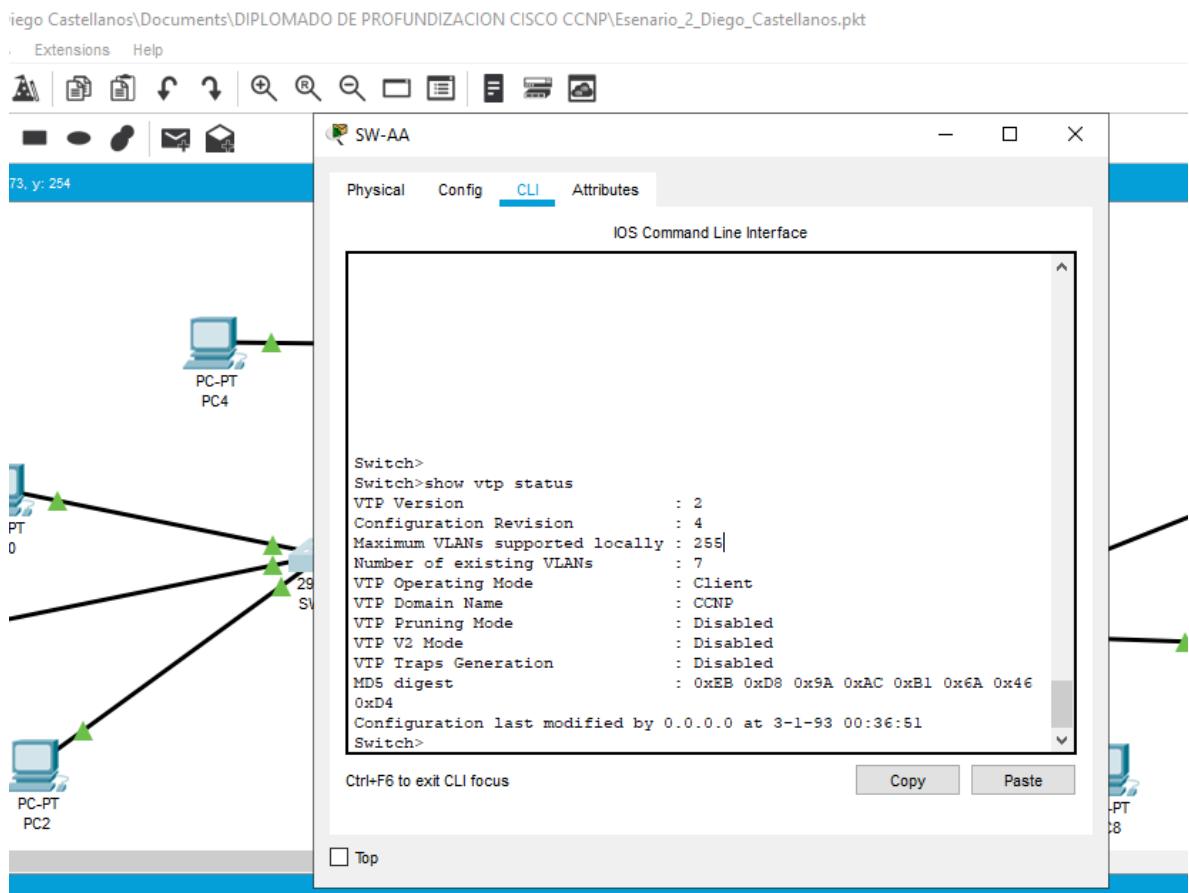 iego Castellanos\Documents\DIPLOMADO DE PROFUNDIZACION CISCO CCNP\Esenario_2_Diego_Castellanos.pkt
Extensions Help
SW-AA
73, y: 254
Physical Config CLI Attributes
IOS Command Line Interface
PC-PT
PC4
Switch>
Switch>show vtp status
VTP Version : 2
Configuration Revision : 4
Maximum VLANs supported locally : 255
Number of existing VLANs : 7
VTP Operating Mode : Client
VTP Domain Name : CCNP
VTP Pruning Mode : Disabled
VTP V2 Mode : Disabled
VTP Traps Generation : Disabled
MD5 digest : 0xEB 0xD8 0x9A 0xAC 0xB1 0x6A 0x46
0xD4
Configuration last modified by 0.0.0.0 at 3-1-93 00:36:51
Switch>
PT
0
29
SW
Ctrl+F6 to exit CLI focus
Copy Paste
PC-PT
PC2
-PT
C8
Top